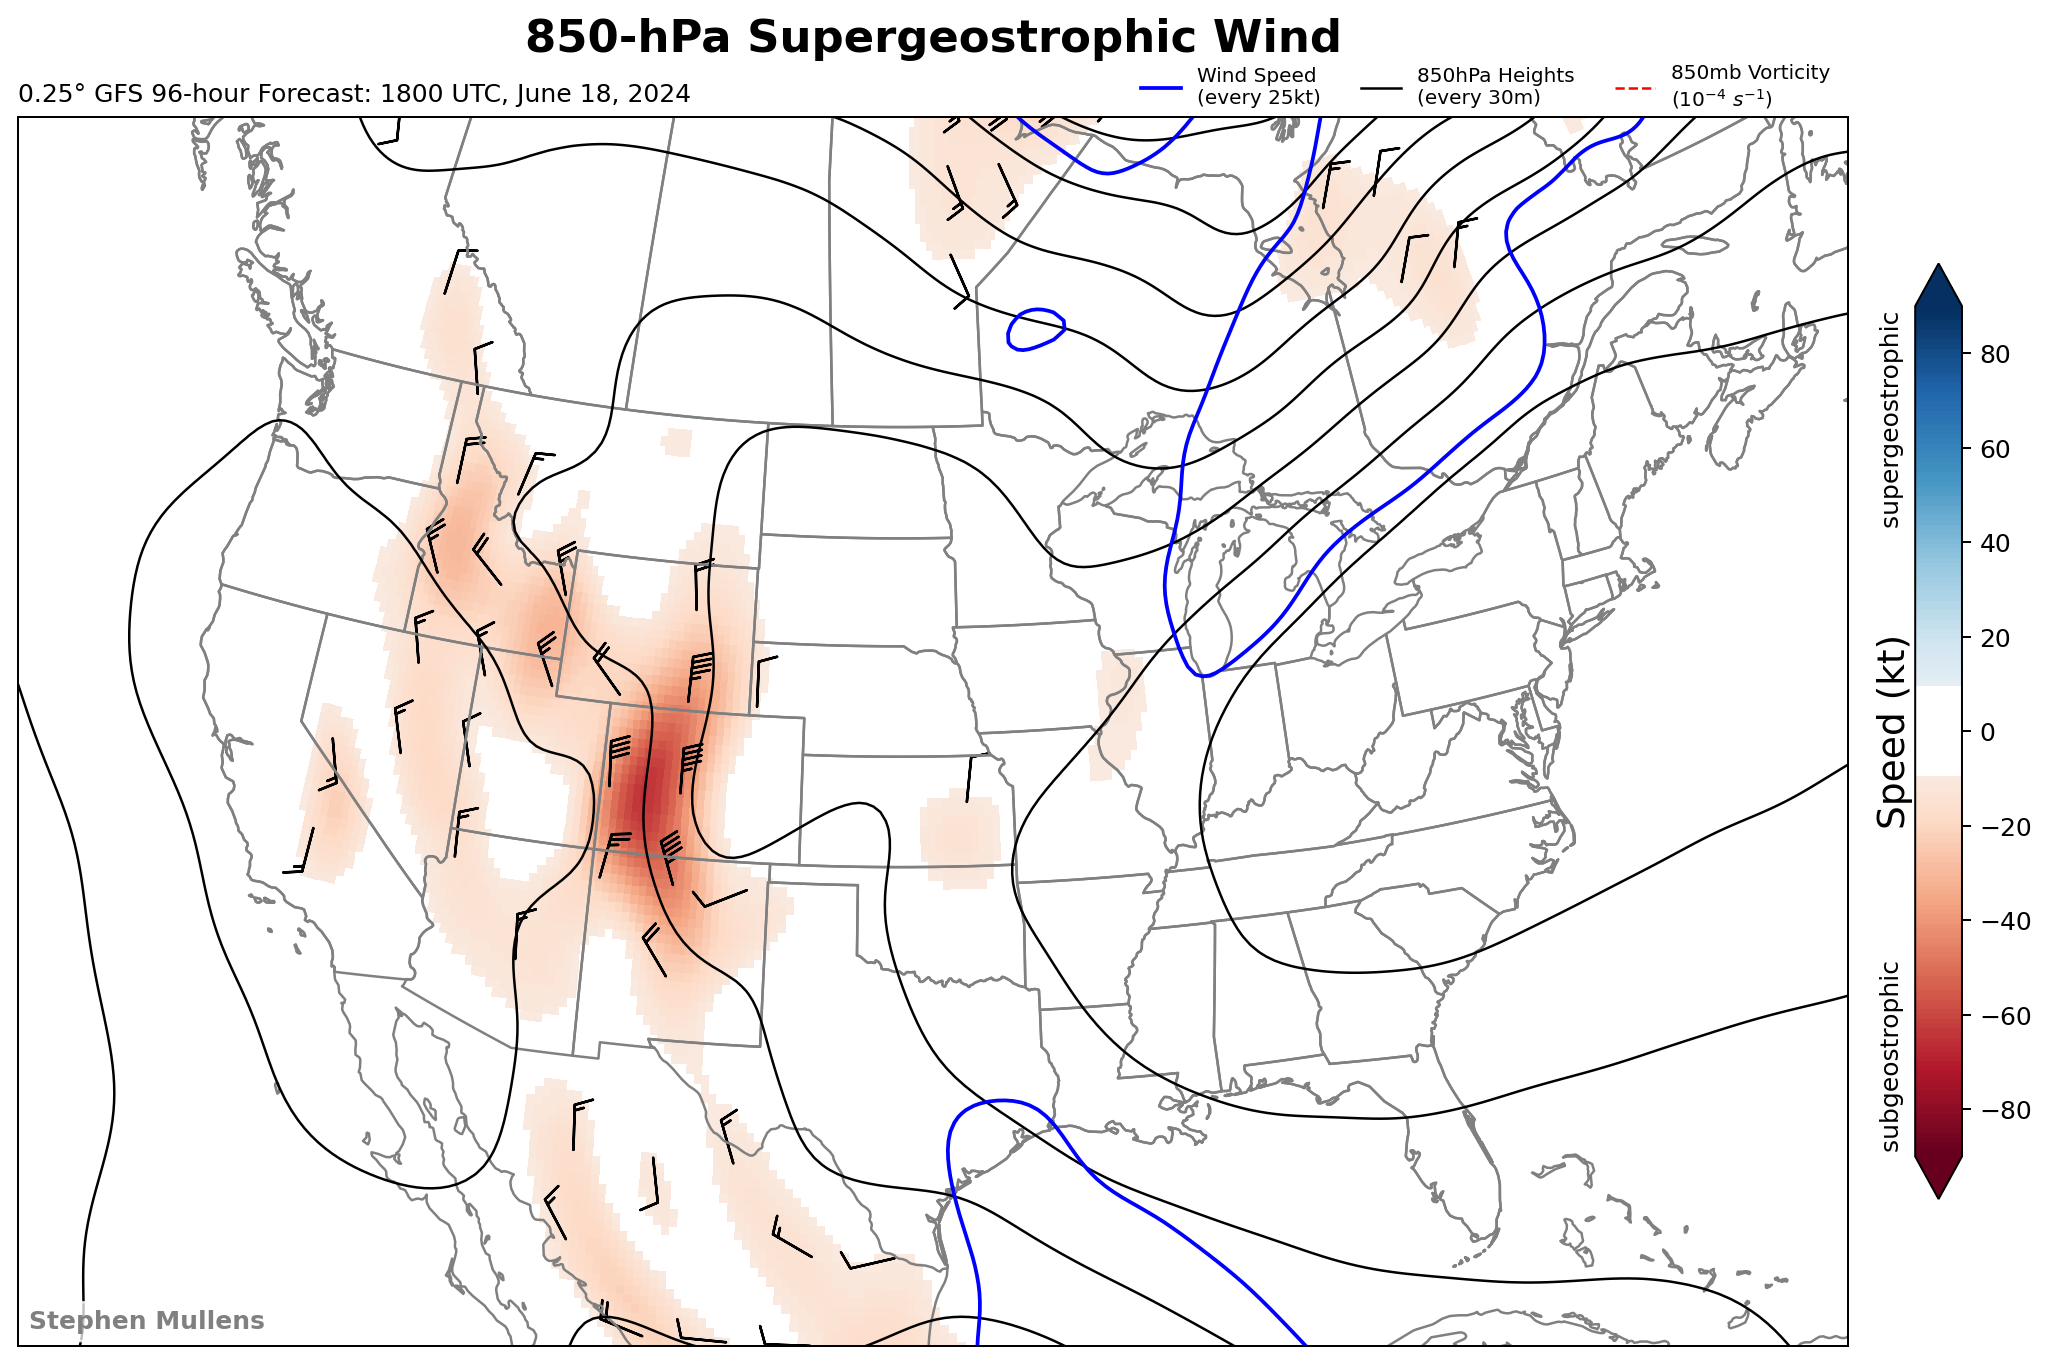 850-hPa Supergeostrophic Wind
0.25° GFS 96-hour Forecast: 1800 UTC, June 18, 2024
Wind Speed
(every 25kt)
850hPa Heights
(every 30m)
850mb Vorticity
(10⁻⁴ s⁻¹)
supergeostrophic
Speed (kt)
subgeostrophic
80
60
40
20
0
−20
−40
−60
−80
Stephen Mullens